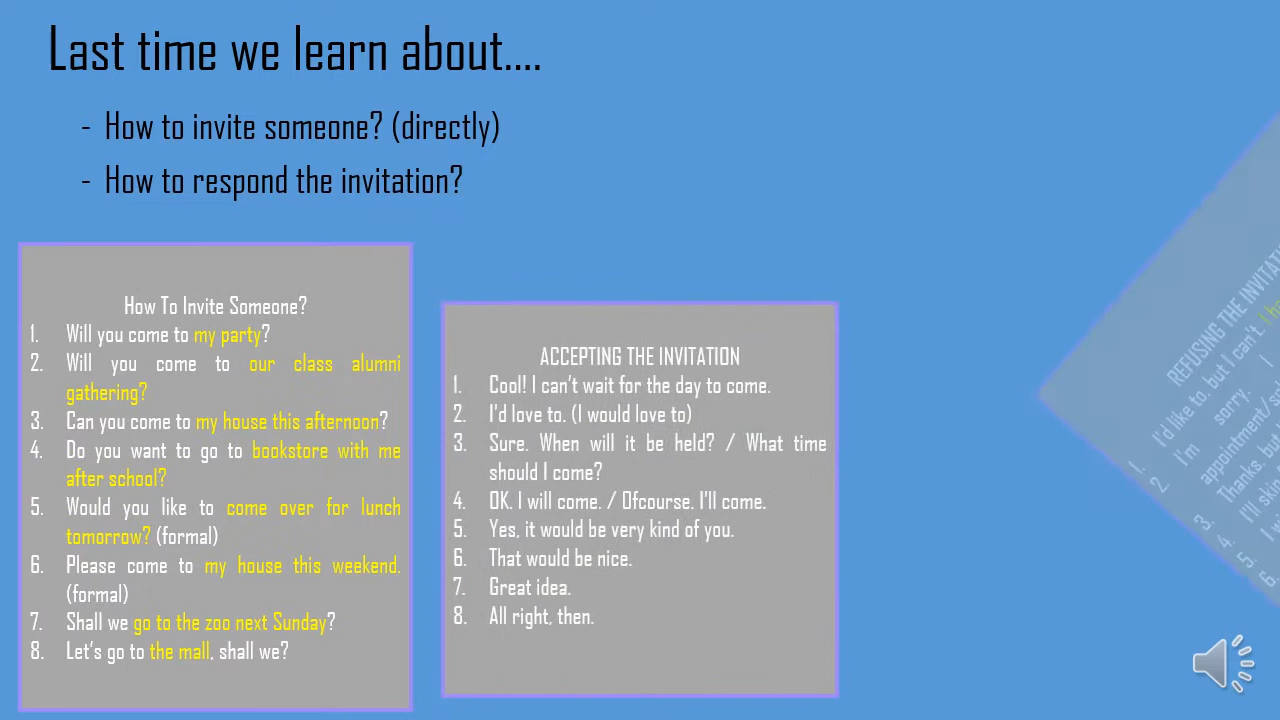 Last time we learn about....
- How to invite someone? (directly)
- How to respond the invitation?
How To Invite Someone?
1. Will you come to my party?
2. Will you come to our class alumni
gathering?
3. Can you come to my house this afternoon?
4. Do you want to go to bookstore with me
after school?
5. Would you like to come over for lunch
tomorrow? (formal)
6. Please come to my house this weekend.
(formal)
7. Shall we go to the zoo next Sunday?
8. Let's go to the mall, shall we?
ACCEPTING THE INVITATION
1. Cool! I can't wait for the day to come.
2. I'd love to. (I would love to)
3. Sure. When will it be held? / What time
should I come?
4. OK. I will come. / Ofcourse. I'll come.
5. Yes, it would be very kind of you.
6. That would be nice.
7. Great idea.
8. All right, then.
REFUSING THE
1. I'd like to, but I can't.
2. I'm sorry. I
3. Thanks, but
4. I'll
5. I
6.